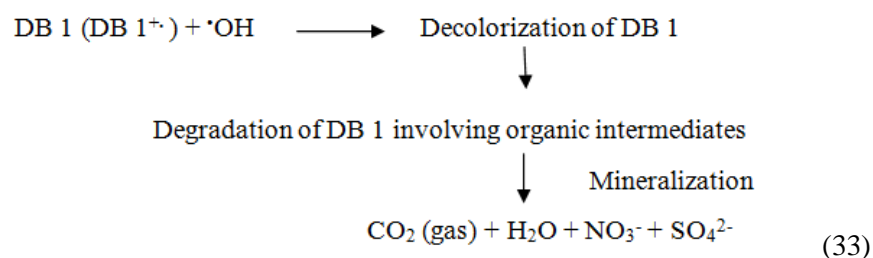 DB 1 (DB 1⁺·) + ·OH ⟶ Decolorization of DB 1
Degradation of DB 1 involving organic intermediates
Mineralization
CO₂ (gas) + H₂O + NO₃⁻ + SO₄²⁻
(33)